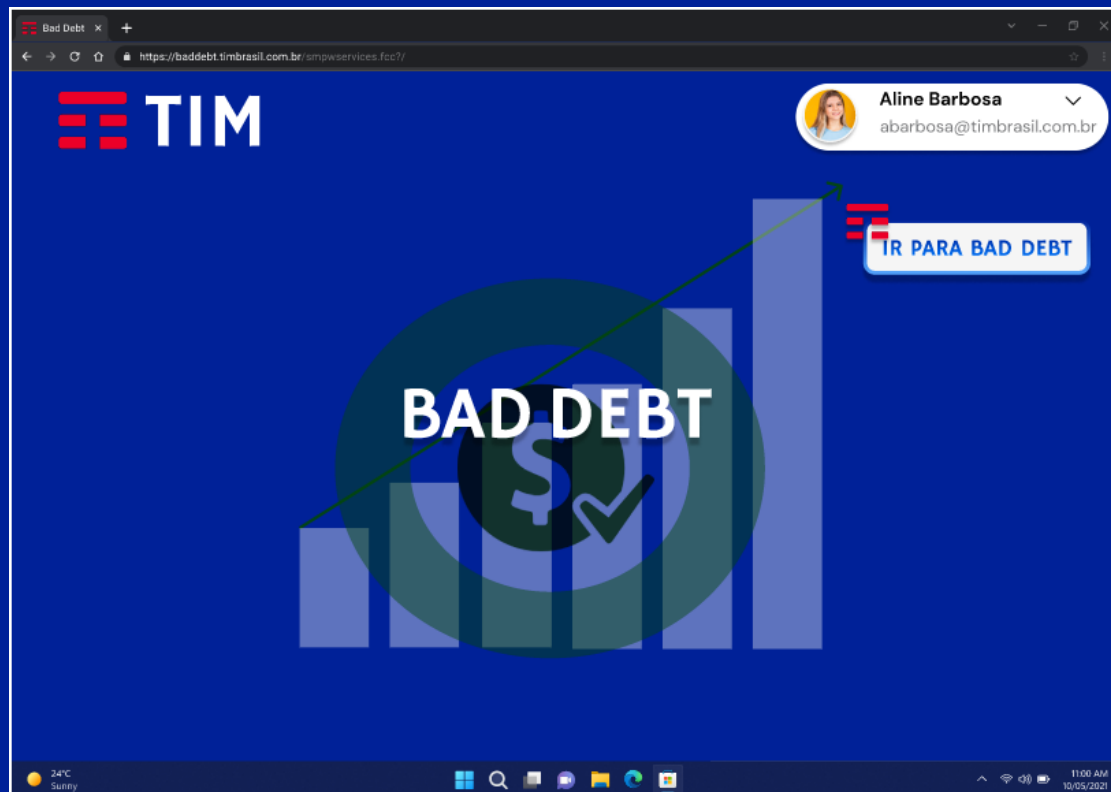 Bad Debt
https://baddebt.timbrasil.com.br/smpwservices.fcc?/
TIM
Aline Barbosa
abarbosa@timbrasil.com.br
IR PARA BAD DEBT
BAD DEBT
$
24°C
Sunny
11:00 AM
10/05/2021